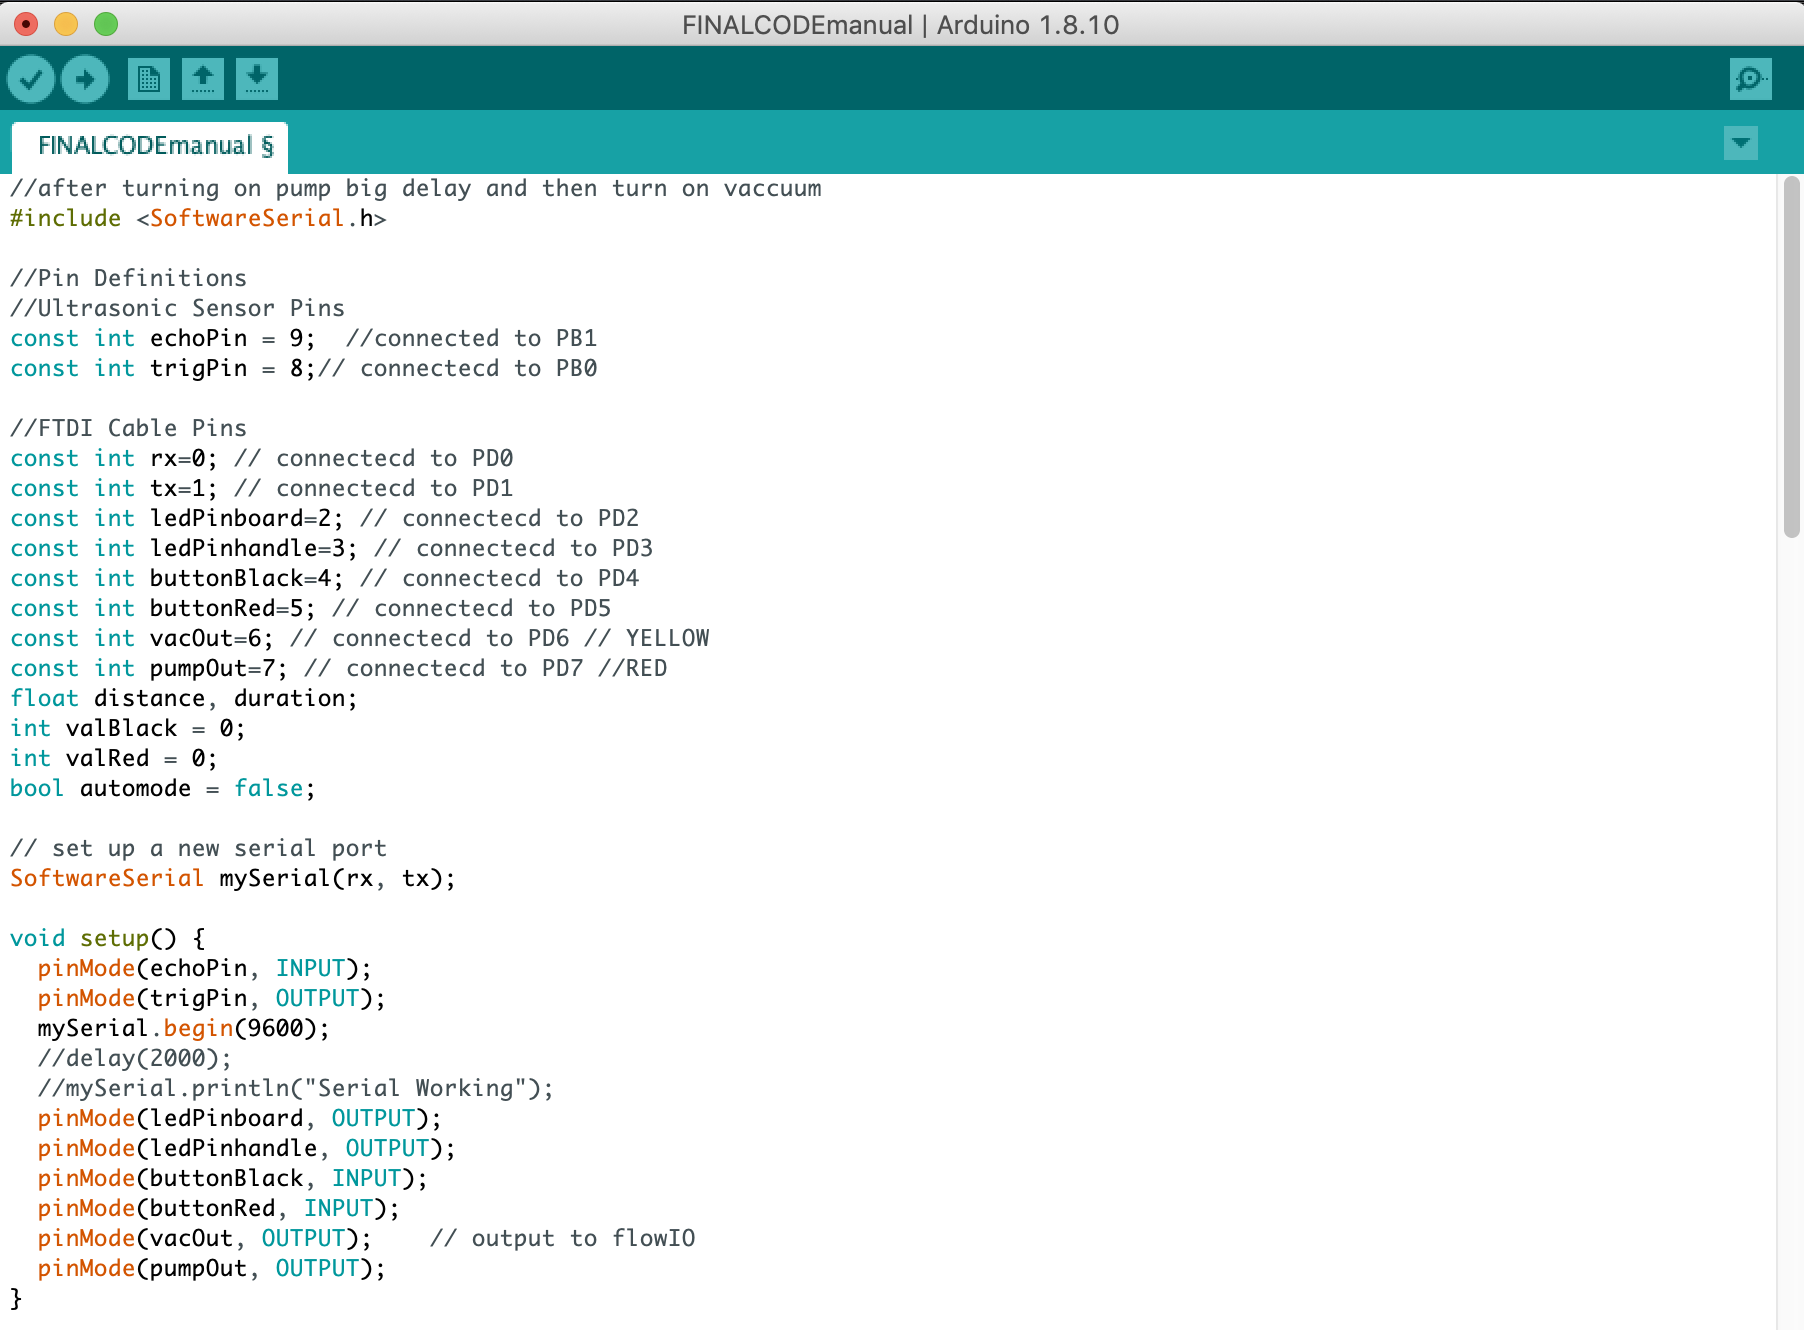 FINALCODEmanual | Arduino 1.8.10
FINALCODEmanual §
//after turning on pump big delay and then turn on vaccuum
#include <SoftwareSerial.h>
//Pin Definitions
//Ultrasonic Sensor Pins
const int echoPin = 9;  //connected to PB1
const int trigPin = 8;// connectecd to PB0
//FTDI Cable Pins
const int rx=0; // connectecd to PD0
const int tx=1; // connectecd to PD1
const int ledPinboard=2; // connectecd to PD2
const int ledPinhandle=3; // connectecd to PD3
const int buttonBlack=4; // connectecd to PD4
const int buttonRed=5; // connectecd to PD5
const int vacOut=6; // connectecd to PD6 // YELLOW
const int pumpOut=7; // connectecd to PD7 //RED
float distance, duration;
int valBlack = 0;
int valRed = 0;
bool automode = false;
// set up a new serial port
SoftwareSerial mySerial(rx, tx);
void setup() {
  pinMode(echoPin, INPUT);
  pinMode(trigPin, OUTPUT);
  mySerial.begin(9600);
  //delay(2000);
  //mySerial.println("Serial Working");
  pinMode(ledPinboard, OUTPUT);
  pinMode(ledPinhandle, OUTPUT);
  pinMode(buttonBlack, INPUT);
  pinMode(buttonRed, INPUT);
  pinMode(vacOut, OUTPUT);    // output to flowIO
  pinMode(pumpOut, OUTPUT);
}